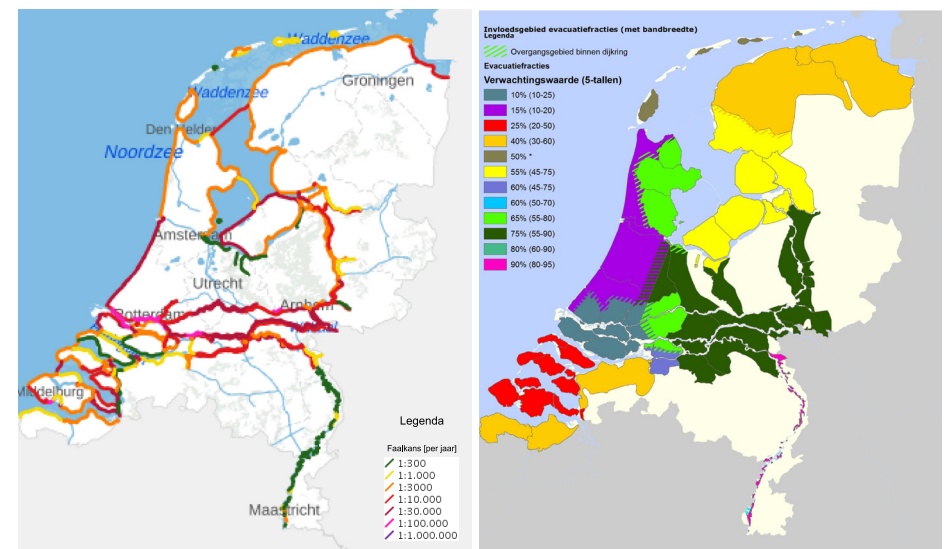 Waddenzee
Groningen
Waddenzee
Den Helder
Noordzee
Amsterdam
Utrecht
Arnhem
Rotterdam
Middelburg
Maastricht
Legenda
Faalkans [per jaar]
1:300
1:1.000
1:3000
1:10.000
1:30.000
1:100.000
1:1.000.000
Invloedsgebied evacuatiefracties (met bandbreedte)
Legenda
Overgangsgebied binnen dijkring
Evacuatiefracties
Verwachtingswaarde (5-tallen)
10% (10-25)
15% (10-20)
25% (20-50)
40% (30-60)
50% *
55% (45-75)
60% (45-75)
60% (50-70)
65% (55-80)
75% (55-90)
80% (60-90)
90% (80-95)